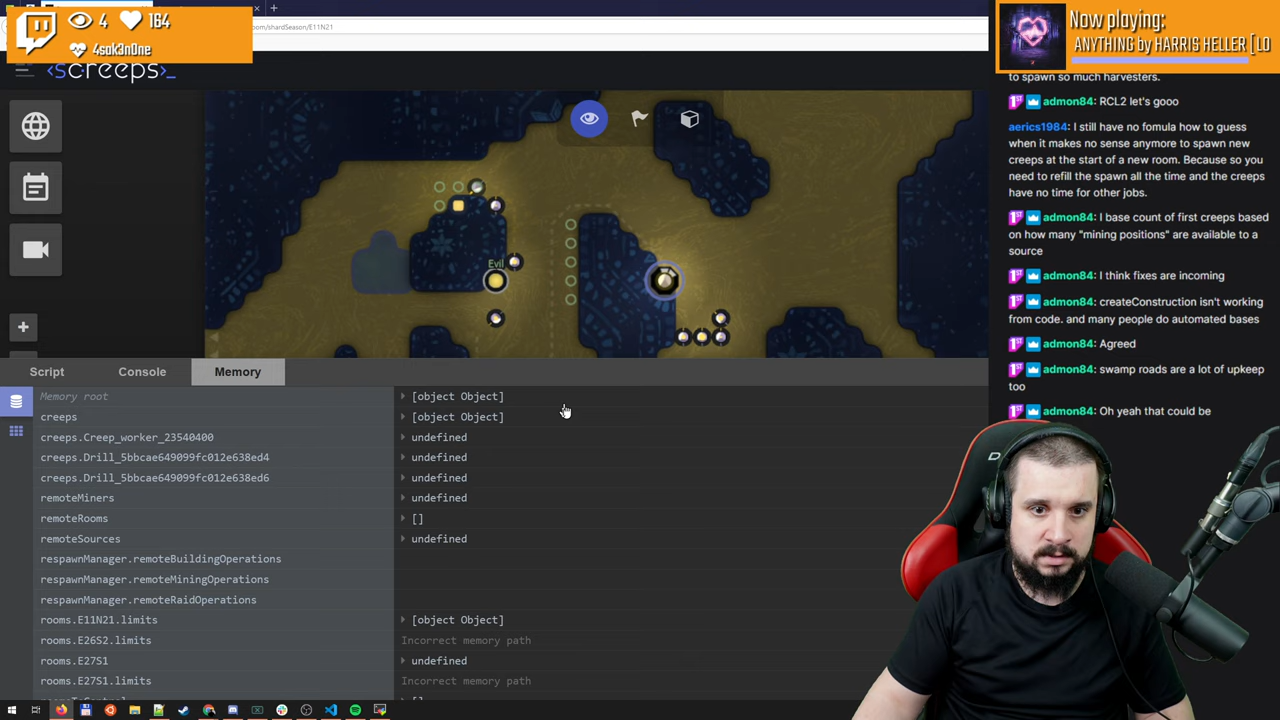 4
164
4sak3n0ne
om/shardSeason/E11N21
<screeps>_
Now playing:
ANYTHING by HARRIS HELLER [LO
to spawn so much harvesters.
admon84: RCL2 let's gooo
aerics1984: I still have no fomula how to guess
when it makes no sense anymore to spawn new
creeps at the start of a new room. Because so you
need to refill the spawn all the time and the creeps
have no time for other jobs.
admon84: I base count of first creeps based
on how many "mining positions" are available to a
source
admon84: I think fixes are incoming
admon84: createConstruction isn't working
from code. and many people do automated bases
admon84: Agreed
admon84: swamp roads are a lot of upkeep
too
admon84: Oh yeah that could be
Evil
Script Console Memory
Memory root [object Object]
creeps [object Object]
creeps.Creep_worker_23540400 undefined
creeps.Drill_5bbcae649099fc012e638ed4 undefined
creeps.Drill_5bbcae649099fc012e638ed6 undefined
remoteMiners undefined
remoteRooms []
remoteSources undefined
respawnManager.remoteBuildingOperations
respawnManager.remoteMiningOperations
respawnManager.remoteRaidOperations
rooms.E11N21.limits [object Object]
rooms.E26S2.limits Incorrect memory path
rooms.E27S1 undefined
rooms.E27S1.limits Incorrect memory path